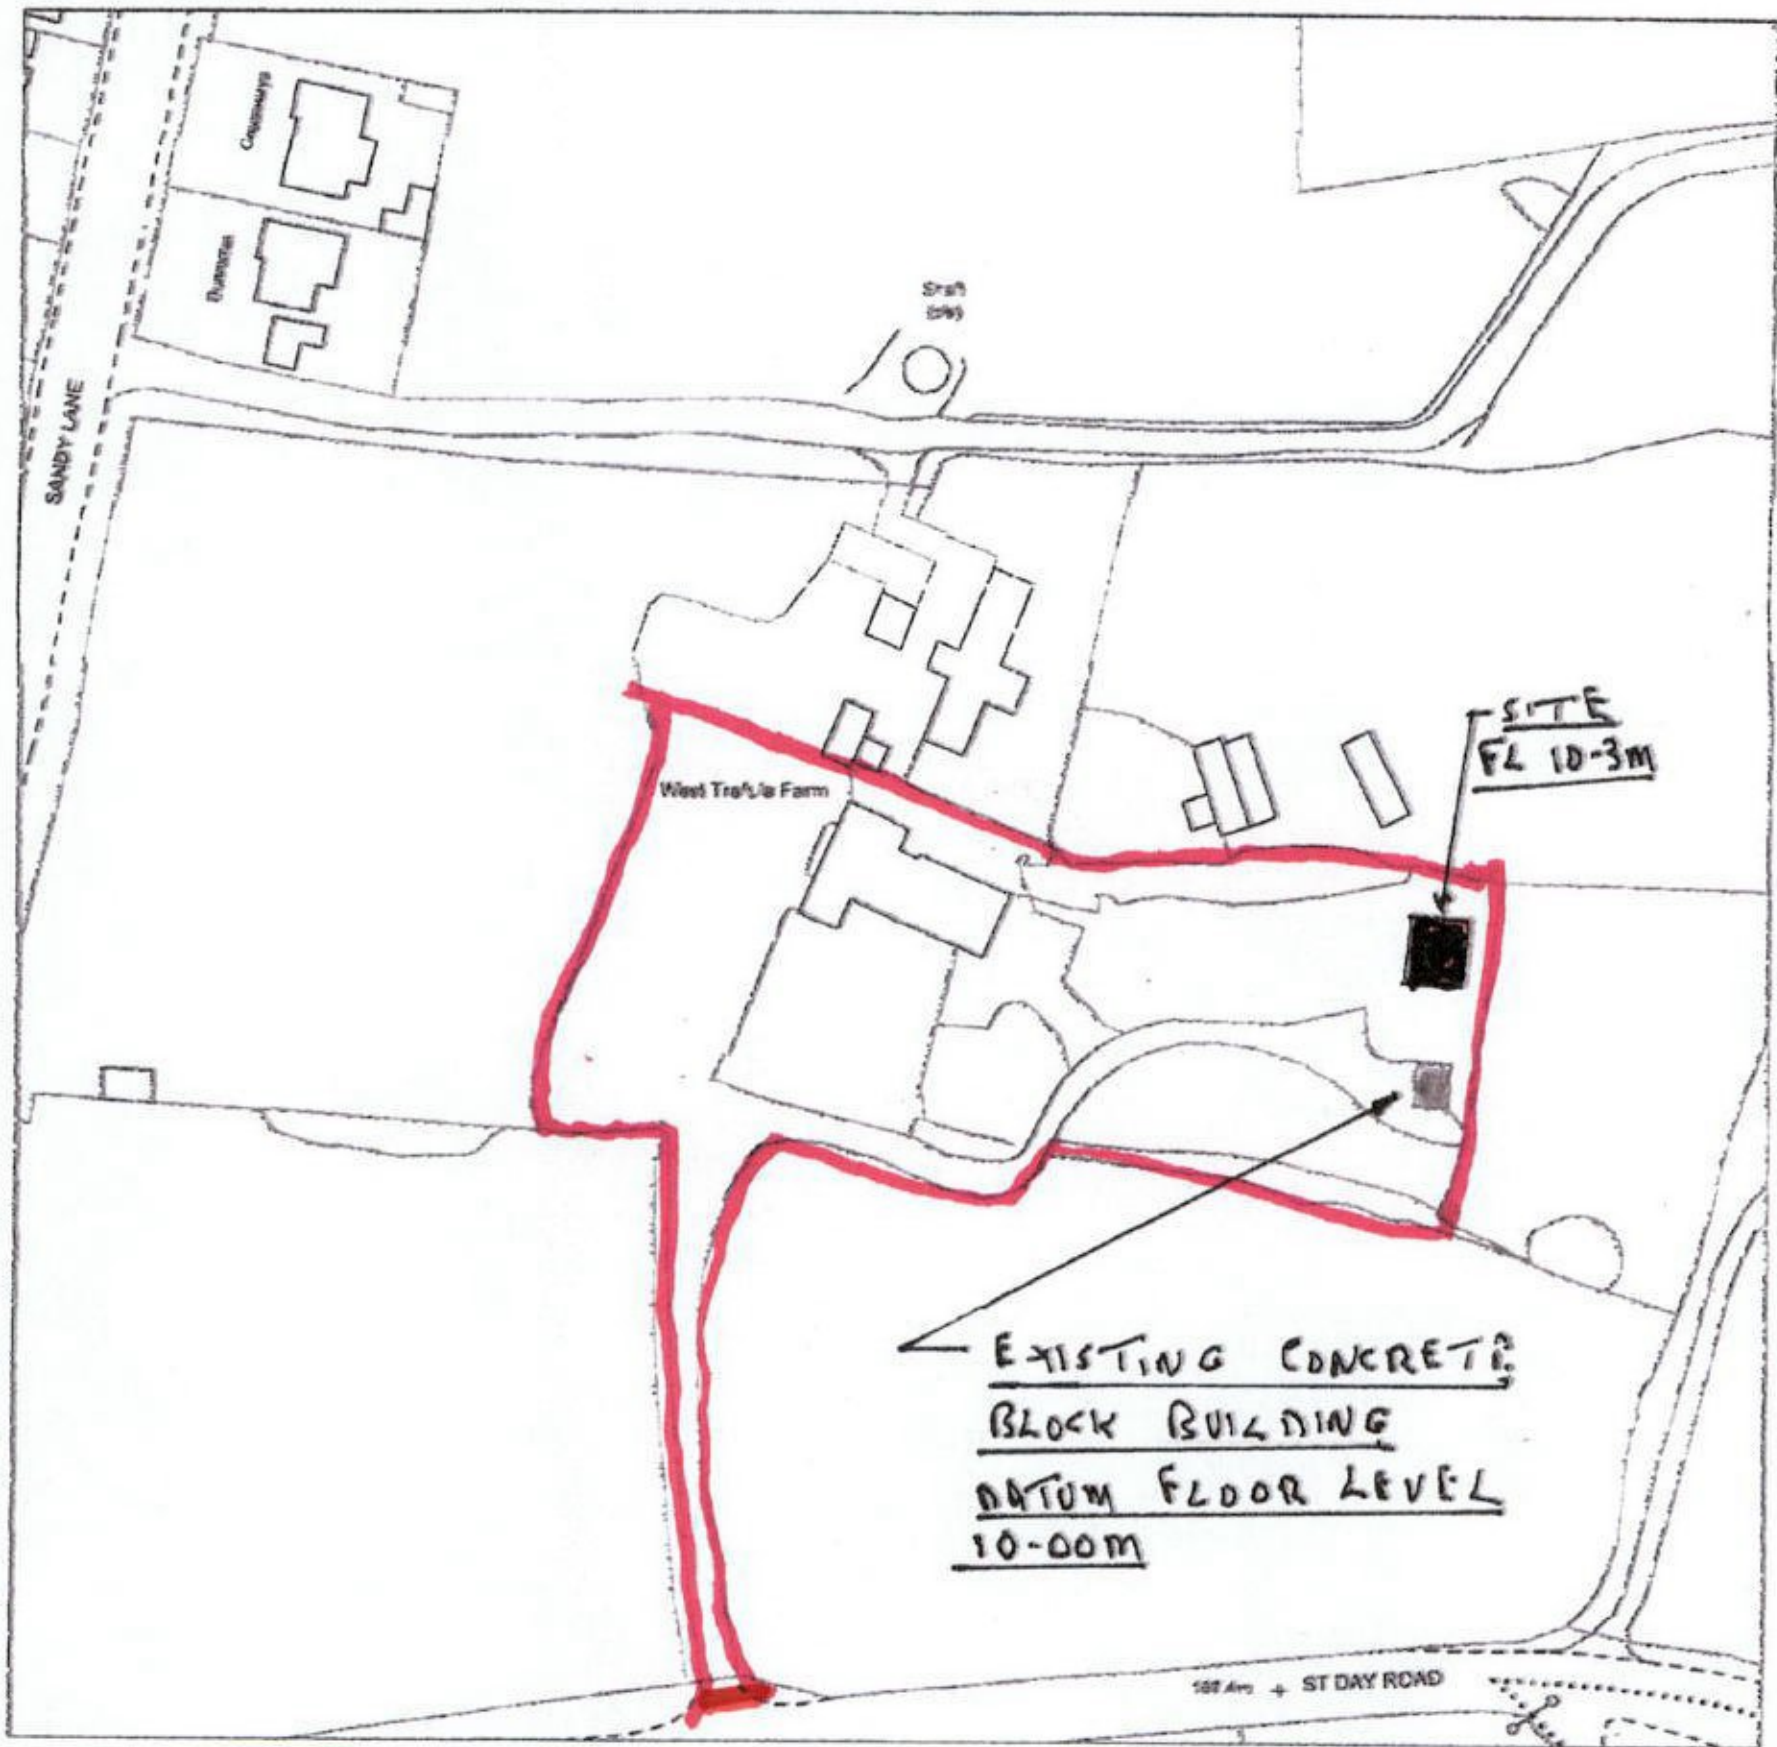 SANDY LANE
West
Farm
SITE
FL 10-3M
EXISTING CONCRETE
BLOCK BUILDING
DATUM FLOOR LEVEL
10-00M
ST DAY ROAD